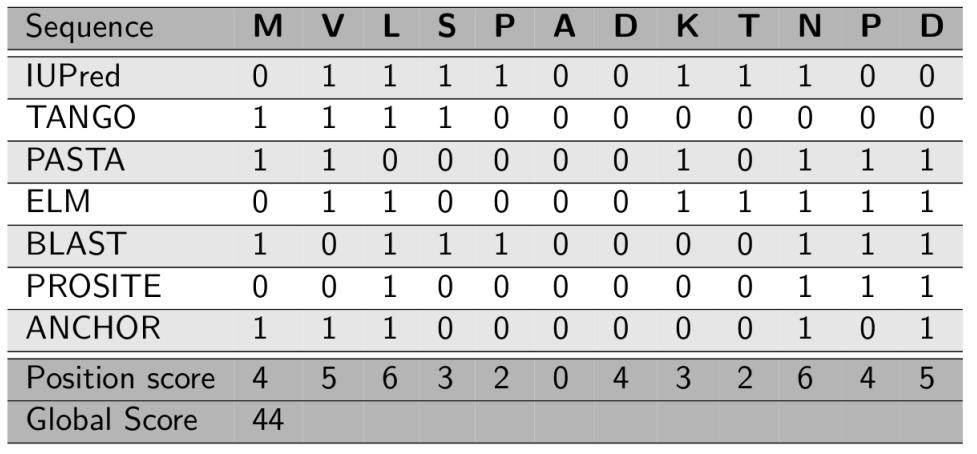 Sequence M V L S P A D K T N P D
IUPred 0 1 1 1 1 0 0 1 1 1 0 0
TANGO 1 1 1 1 0 0 0 0 0 0 0 0
PASTA 1 1 0 0 0 0 0 1 0 1 1 1
ELM 0 1 1 0 0 0 0 1 1 1 1 1
BLAST 1 0 1 1 1 0 0 0 0 1 1 1
PROSITE 0 0 1 0 0 0 0 0 0 1 1 1
ANCHOR 1 1 1 0 0 0 0 0 0 1 0 1
Position score 4 5 6 3 2 0 4 3 2 6 4 5
Global Score 44